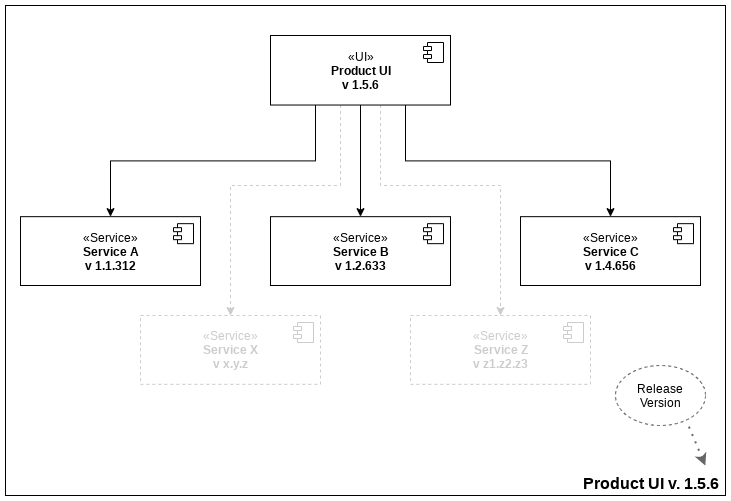 «UI»
Product UI
v 1.5.6
«Service»
Service A
v 1.1.312
«Service»
Service B
v 1.2.633
«Service»
Service C
v 1.4.656
«Service»
Service X
v x.y.z
«Service»
Service Z
v z1.z2.z3
Release
Version
Product UI v. 1.5.6